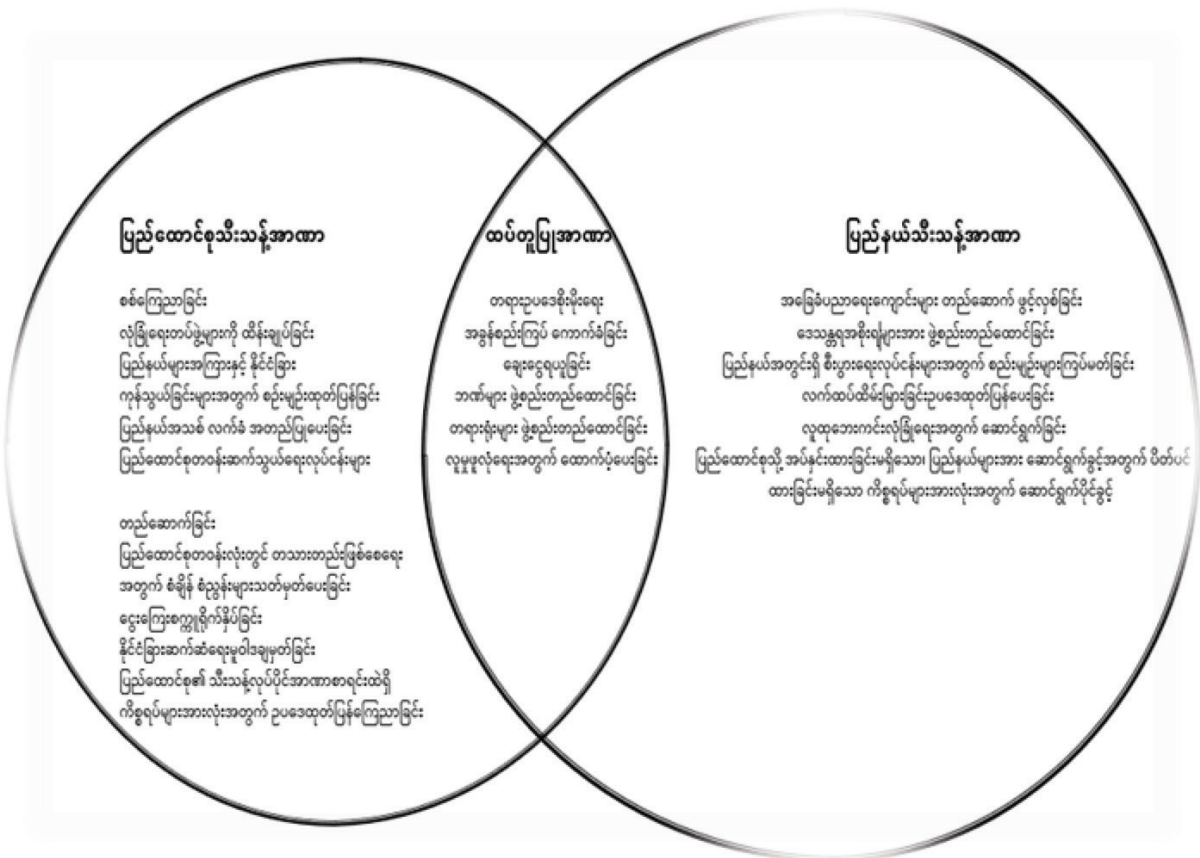 ပြည်ထောင်စုသီးသန့်အာဏာ
စစ်ကြေညာခြင်း
လုံခြုံရေးတပ်ဖွဲ့များကို ထိန်းချုပ်ခြင်း
ပြည်နယ်များအကြားနှင့် နိုင်ငံခြား
ကုန်သွယ်ခြင်းများအတွက် စဉ်းမျဉ်းထုတ်ပြန်ခြင်း
ပြည်နယ်အသစ် လက်ခံ အတည်ပြုပေးခြင်း
ပြည်ထောင်စုတဝန်းဆက်သွယ်ရေးလုပ်ငန်းများ
တည်ဆောက်ခြင်း
ပြည်ထောင်စုတဝန်းလုံးတွင် တသားတည်းဖြစ်စေရေး
အတွက် စံချိန် စံညွှန်းများသတ်မှတ်ပေးခြင်း
ငွေးကြေးစက္ကူရိုက်နှိပ်ခြင်း
နိုင်ငံခြားဆက်ဆံရေးမူဝါဒချမှတ်ခြင်း
ပြည်ထောင်စု၏ သီးသန့်လုပ်ပိုင်အာဏာစာရင်းထဲရှိ
ကိစ္စရပ်များအားလုံးအတွက် ဥပဒေထုတ်ပြန်ကြေညာခြင်း
ထပ်တူပြုအာဏာ
တရားဥပဒေစိုးမိုးရေး
အခွန်စည်းကြပ် ကောက်ခံခြင်း
ချေးငွေရယူခြင်း
ဘဏ်များ ဖွဲ့စည်းတည်ထောင်ခြင်း
တရားရုံးများ ဖွဲ့စည်းတည်ထောင်ခြင်း
လူမှုဖူလုံရေးအတွက် ထောက်ပံ့ပေးခြင်း
ပြည်နယ်သီးသန့်အာဏာ
အခြေခံပညာရေးကျောင်းများ တည်ဆောက် ဖွင့်လှစ်ခြင်း
ဒေသန္တရအစိုးရများအား ဖွဲ့စည်းတည်ထောင်ခြင်း
ပြည်နယ်အတွင်းရှိ စီးပွားရေးလုပ်ငန်းများအတွက် စည်းမျဉ်းများကြပ်မတ်ခြင်း
လက်ထပ်ထိမ်းမြားခြင်းဥပဒေထုတ်ပြန်ပေးခြင်း
လူထုဘေးကင်းလုံခြုံရေးအတွက် ဆောင်ရွက်ခြင်း
ပြည်ထောင်စုသို့ အပ်နှင်းထားခြင်းမရှိသော၊ ပြည်နယ်များအား ဆောင်ရွက်ခွင့်အတွက် ပိတ်ပင်
ထားခြင်းမရှိသော ကိစ္စရပ်များအားလုံးအတွက် ဆောင်ရွက်ပိုင်ခွင့်